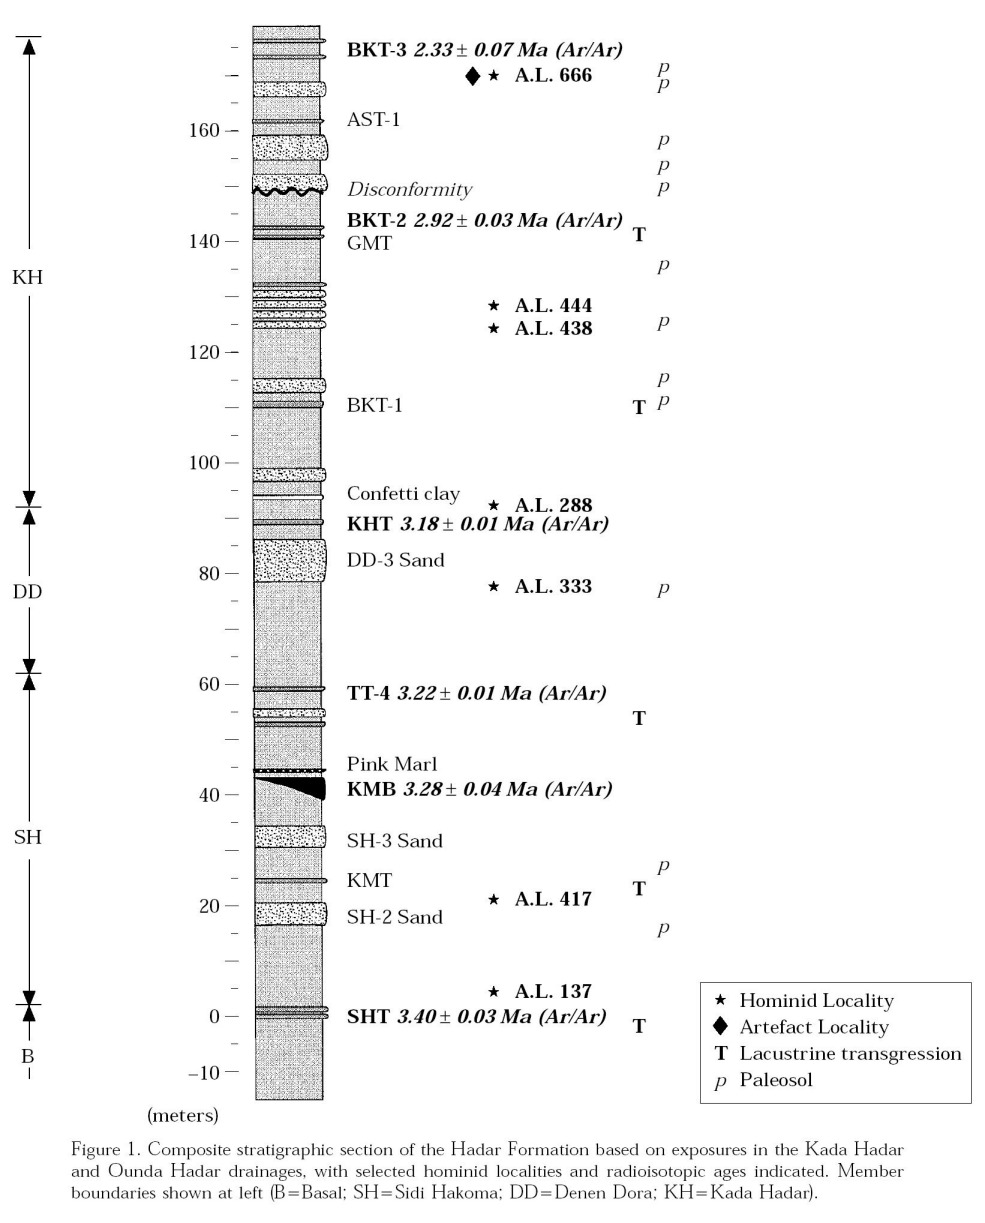 BKT-3 2.33 ± 0.07 Ma (Ar/Ar)
p
A.L. 666
p
AST-1
160
p
p
Disconformity
p
BKT-2 2.92 ± 0.03 Ma (Ar/Ar)
T
140
GMT
p
KH
A.L. 444
p
A.L. 438
120
p
BKT-1
T
p
100
Confetti clay
A.L. 288
KHT 3.18 ± 0.01 Ma (Ar/Ar)
DD-3 Sand
80
DD
A.L. 333
p
60
TT-4 3.22 ± 0.01 Ma (Ar/Ar)
T
Pink Marl
40
KMB 3.28 ± 0.04 Ma (Ar/Ar)
SH
SH-3 Sand
p
KMT
T
A.L. 417
20
SH-2 Sand
p
A.L. 137
0
SHT 3.40 ± 0.03 Ma (Ar/Ar)
T
B
–10
(meters)
Hominid Locality
Artefact Locality
T Lacustrine transgression
p Paleosol
Figure 1. Composite stratigraphic section of the Hadar Formation based on exposures in the Kada Hadar
and Ounda Hadar drainages, with selected hominid localities and radioisotopic ages indicated. Member
boundaries shown at left (B=Basal; SH=Sidi Hakoma; DD=Denen Dora; KH=Kada Hadar).